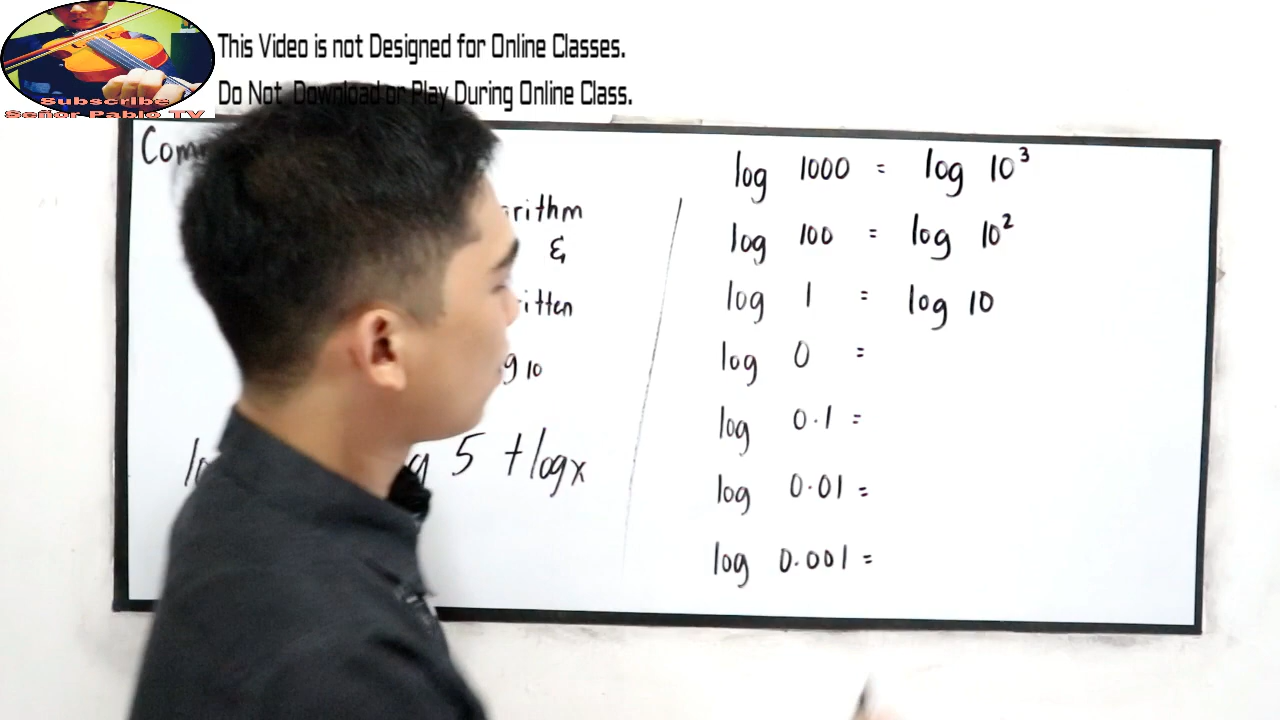 This Video is not Designed for Online Classes.
Do Not Download or Play During Online Class.
Subscribe
Señor Pablo TV
rithm
&
itten
10
5 + log x
log 1000 = log 10³
log 100 = log 10²
log 1 = log 10
log 0 =
log 0.1 =
log 0.01 =
log 0.001 =